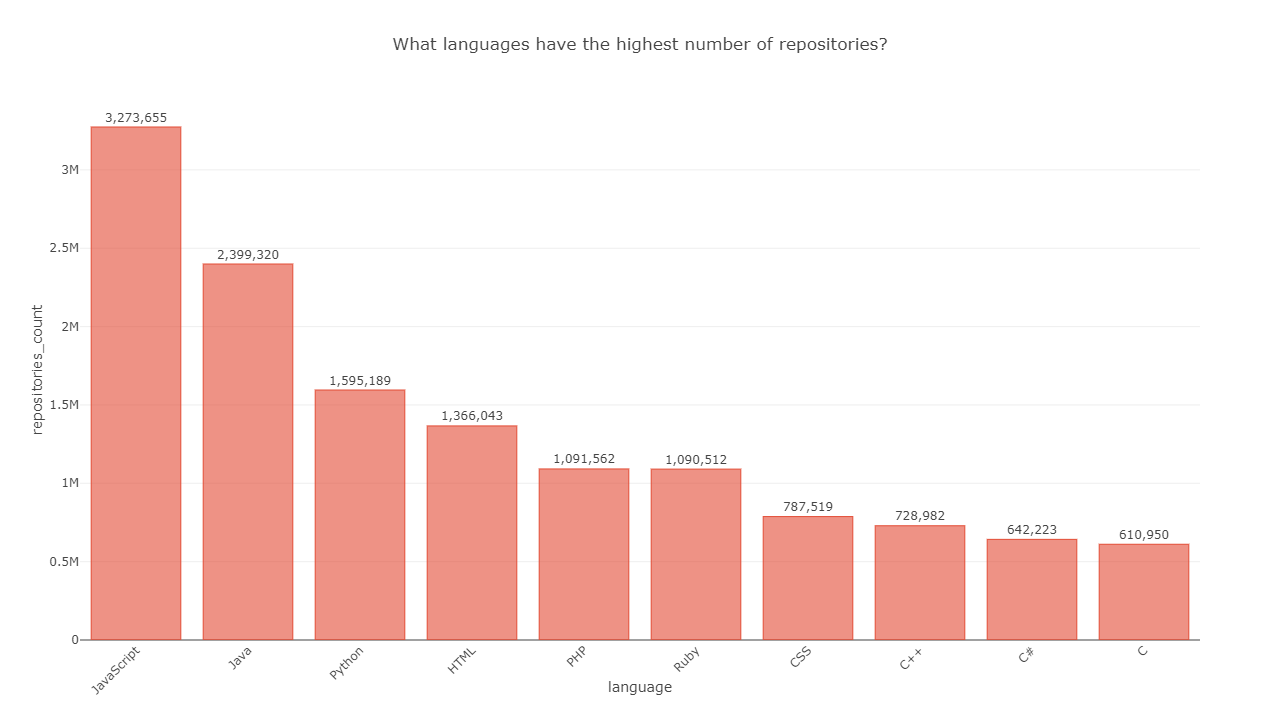 What languages have the highest number of repositories?
3,273,655
2,399,320
1,595,189
1,366,043
1,091,562
1,090,512
787,519
728,982
642,223
610,950
3M
2.5M
2M
1.5M
1M
0.5M
0
repositories_count
JavaScript
Java
Python
HTML
PHP
Ruby
CSS
C++
C#
C
language